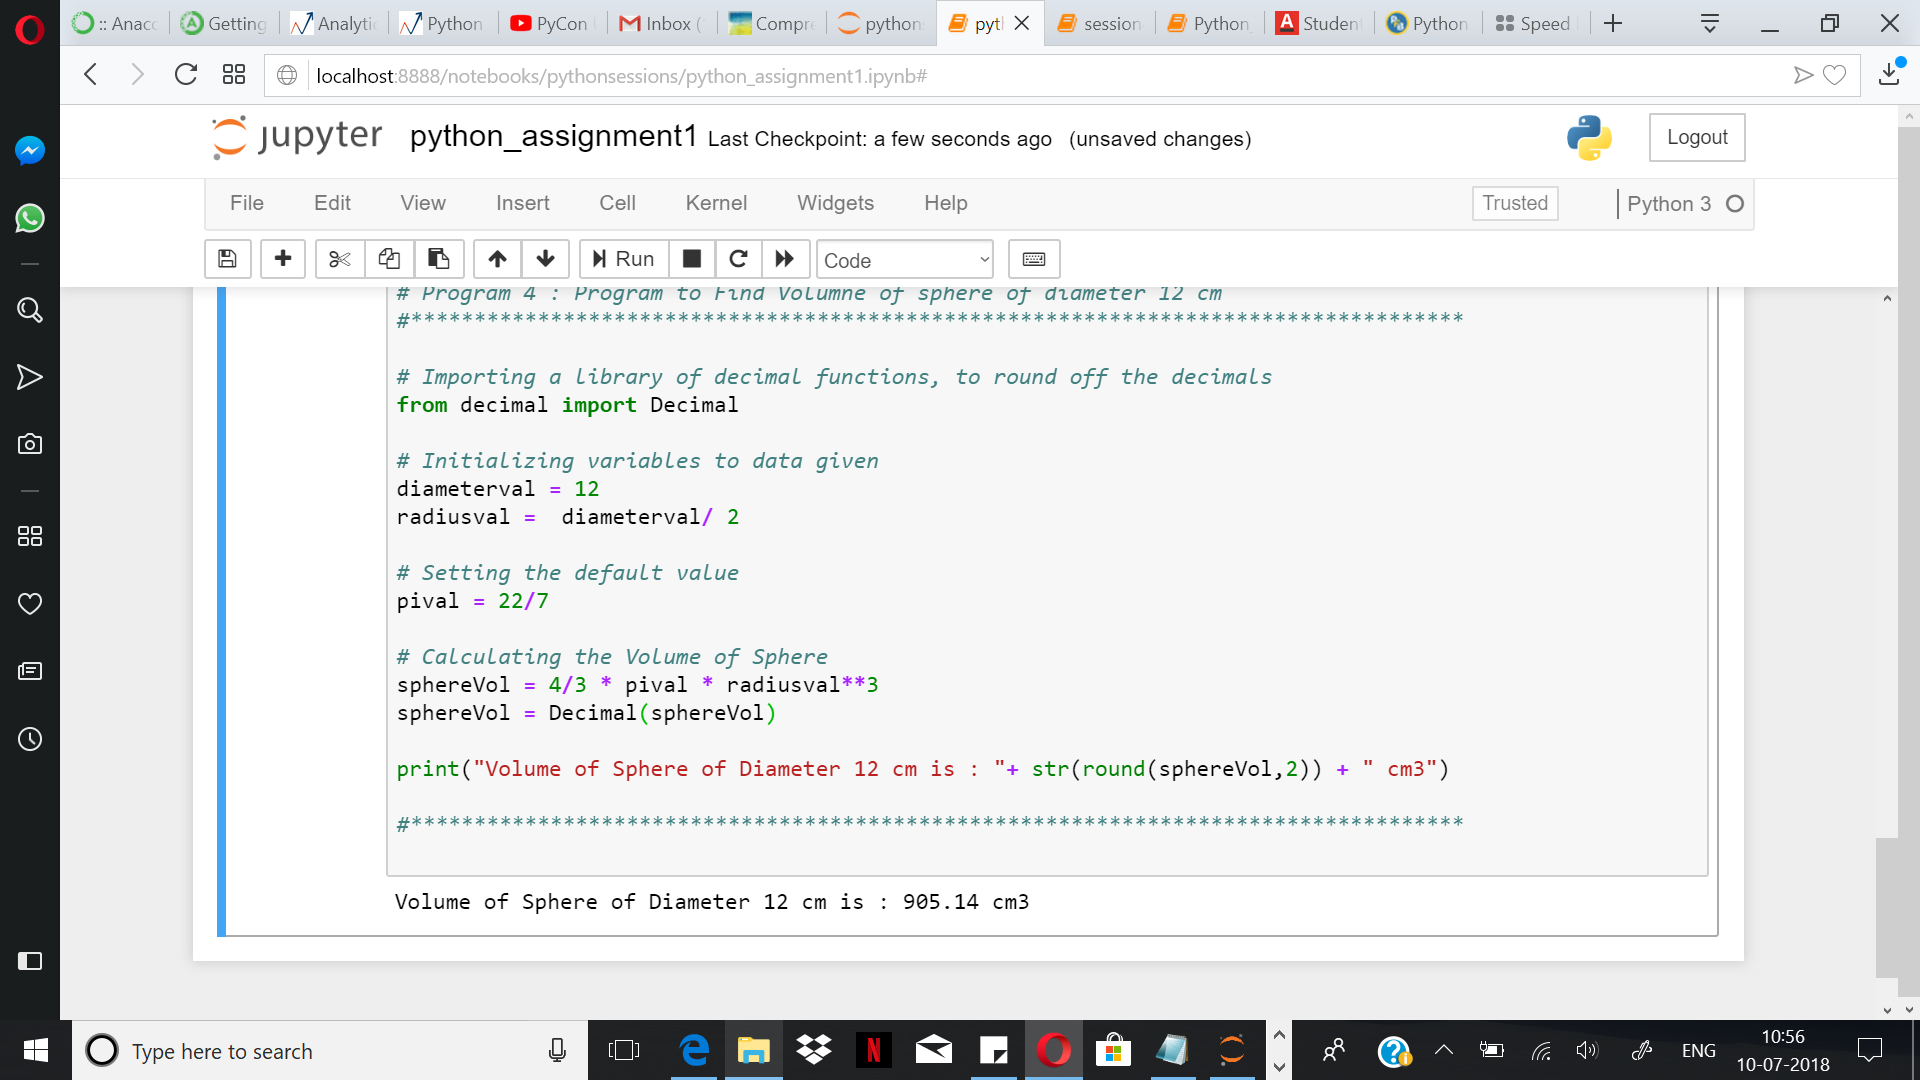 :: Anac Getting Analytic Python PyCon Inbox ( Compre python pyt session Python Studen Python Speed
localhost:8888/notebooks/pythonsessions/python_assignment1.ipynb#
jupyter python_assignment1 Last Checkpoint: a few seconds ago (unsaved changes) Logout
File Edit View Insert Cell Kernel Widgets Help Trusted Python 3
Run Code
# Program 4 : Program to Find Volumne of sphere of diameter 12 cm
#***********************************************************************************
# Importing a library of decimal functions, to round off the decimals
from decimal import Decimal
# Initializing variables to data given
diameterval = 12
radiusval =  diameterval/ 2
# Setting the default value
pival = 22/7
# Calculating the Volume of Sphere
sphereVol = 4/3 * pival * radiusval**3
sphereVol = Decimal(sphereVol)
print("Volume of Sphere of Diameter 12 cm is : "+ str(round(sphereVol,2)) + " cm3")
#***********************************************************************************
Volume of Sphere of Diameter 12 cm is : 905.14 cm3
Type here to search ENG 10:56
10-07-2018